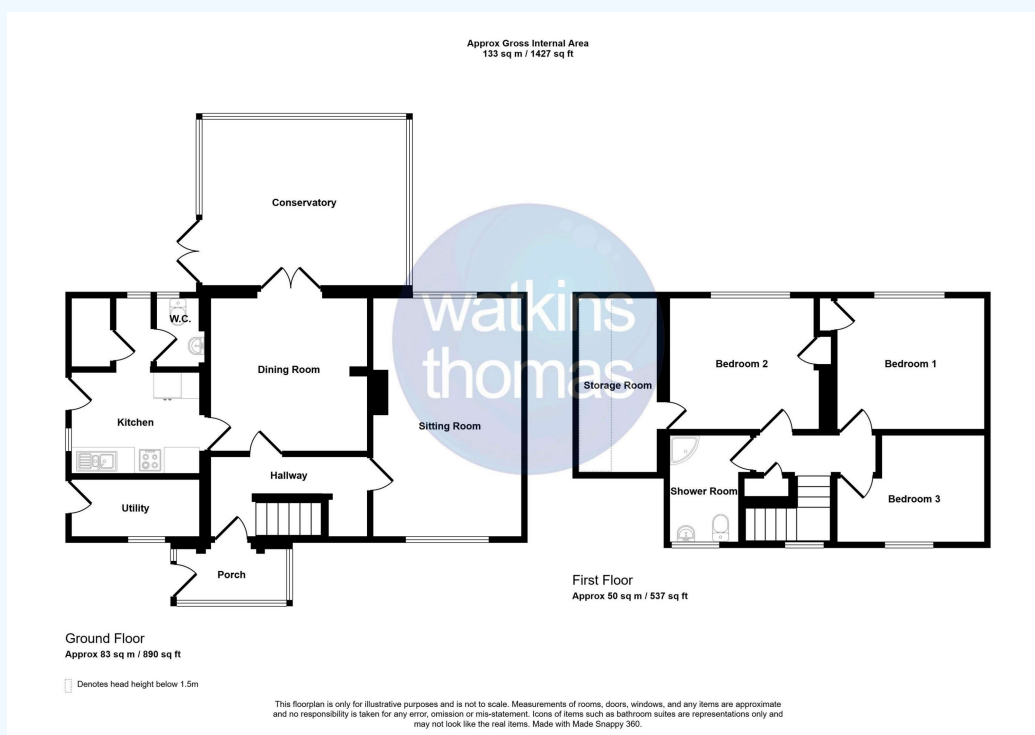 Approx Gross Internal Area
133 sq m / 1427 sq ft
Conservatory
W.C.
Dining Room
Kitchen
Sitting Room
Hallway
Utility
Porch
Ground Floor
Approx 83 sq m / 890 sq ft
Denotes head height below 1.5m
watkins
thomas
Storage Room
Bedroom 2
Bedroom 1
Shower Room
Bedroom 3
First Floor
Approx 50 sq m / 537 sq ft
This floorplan is only for illustrative purposes and is not to scale. Measurements of rooms, doors, windows, and any items are approximate
and no responsibility is taken for any error, omission or mis-statement. Icons of items such as bathroom suites are representations only and
may not look like the real items. Made with Made Snappy 360.